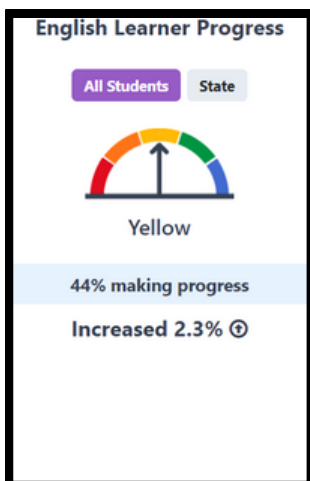 English Learner Progress
All Students State
Yellow
44% making progress
Increased 2.3%